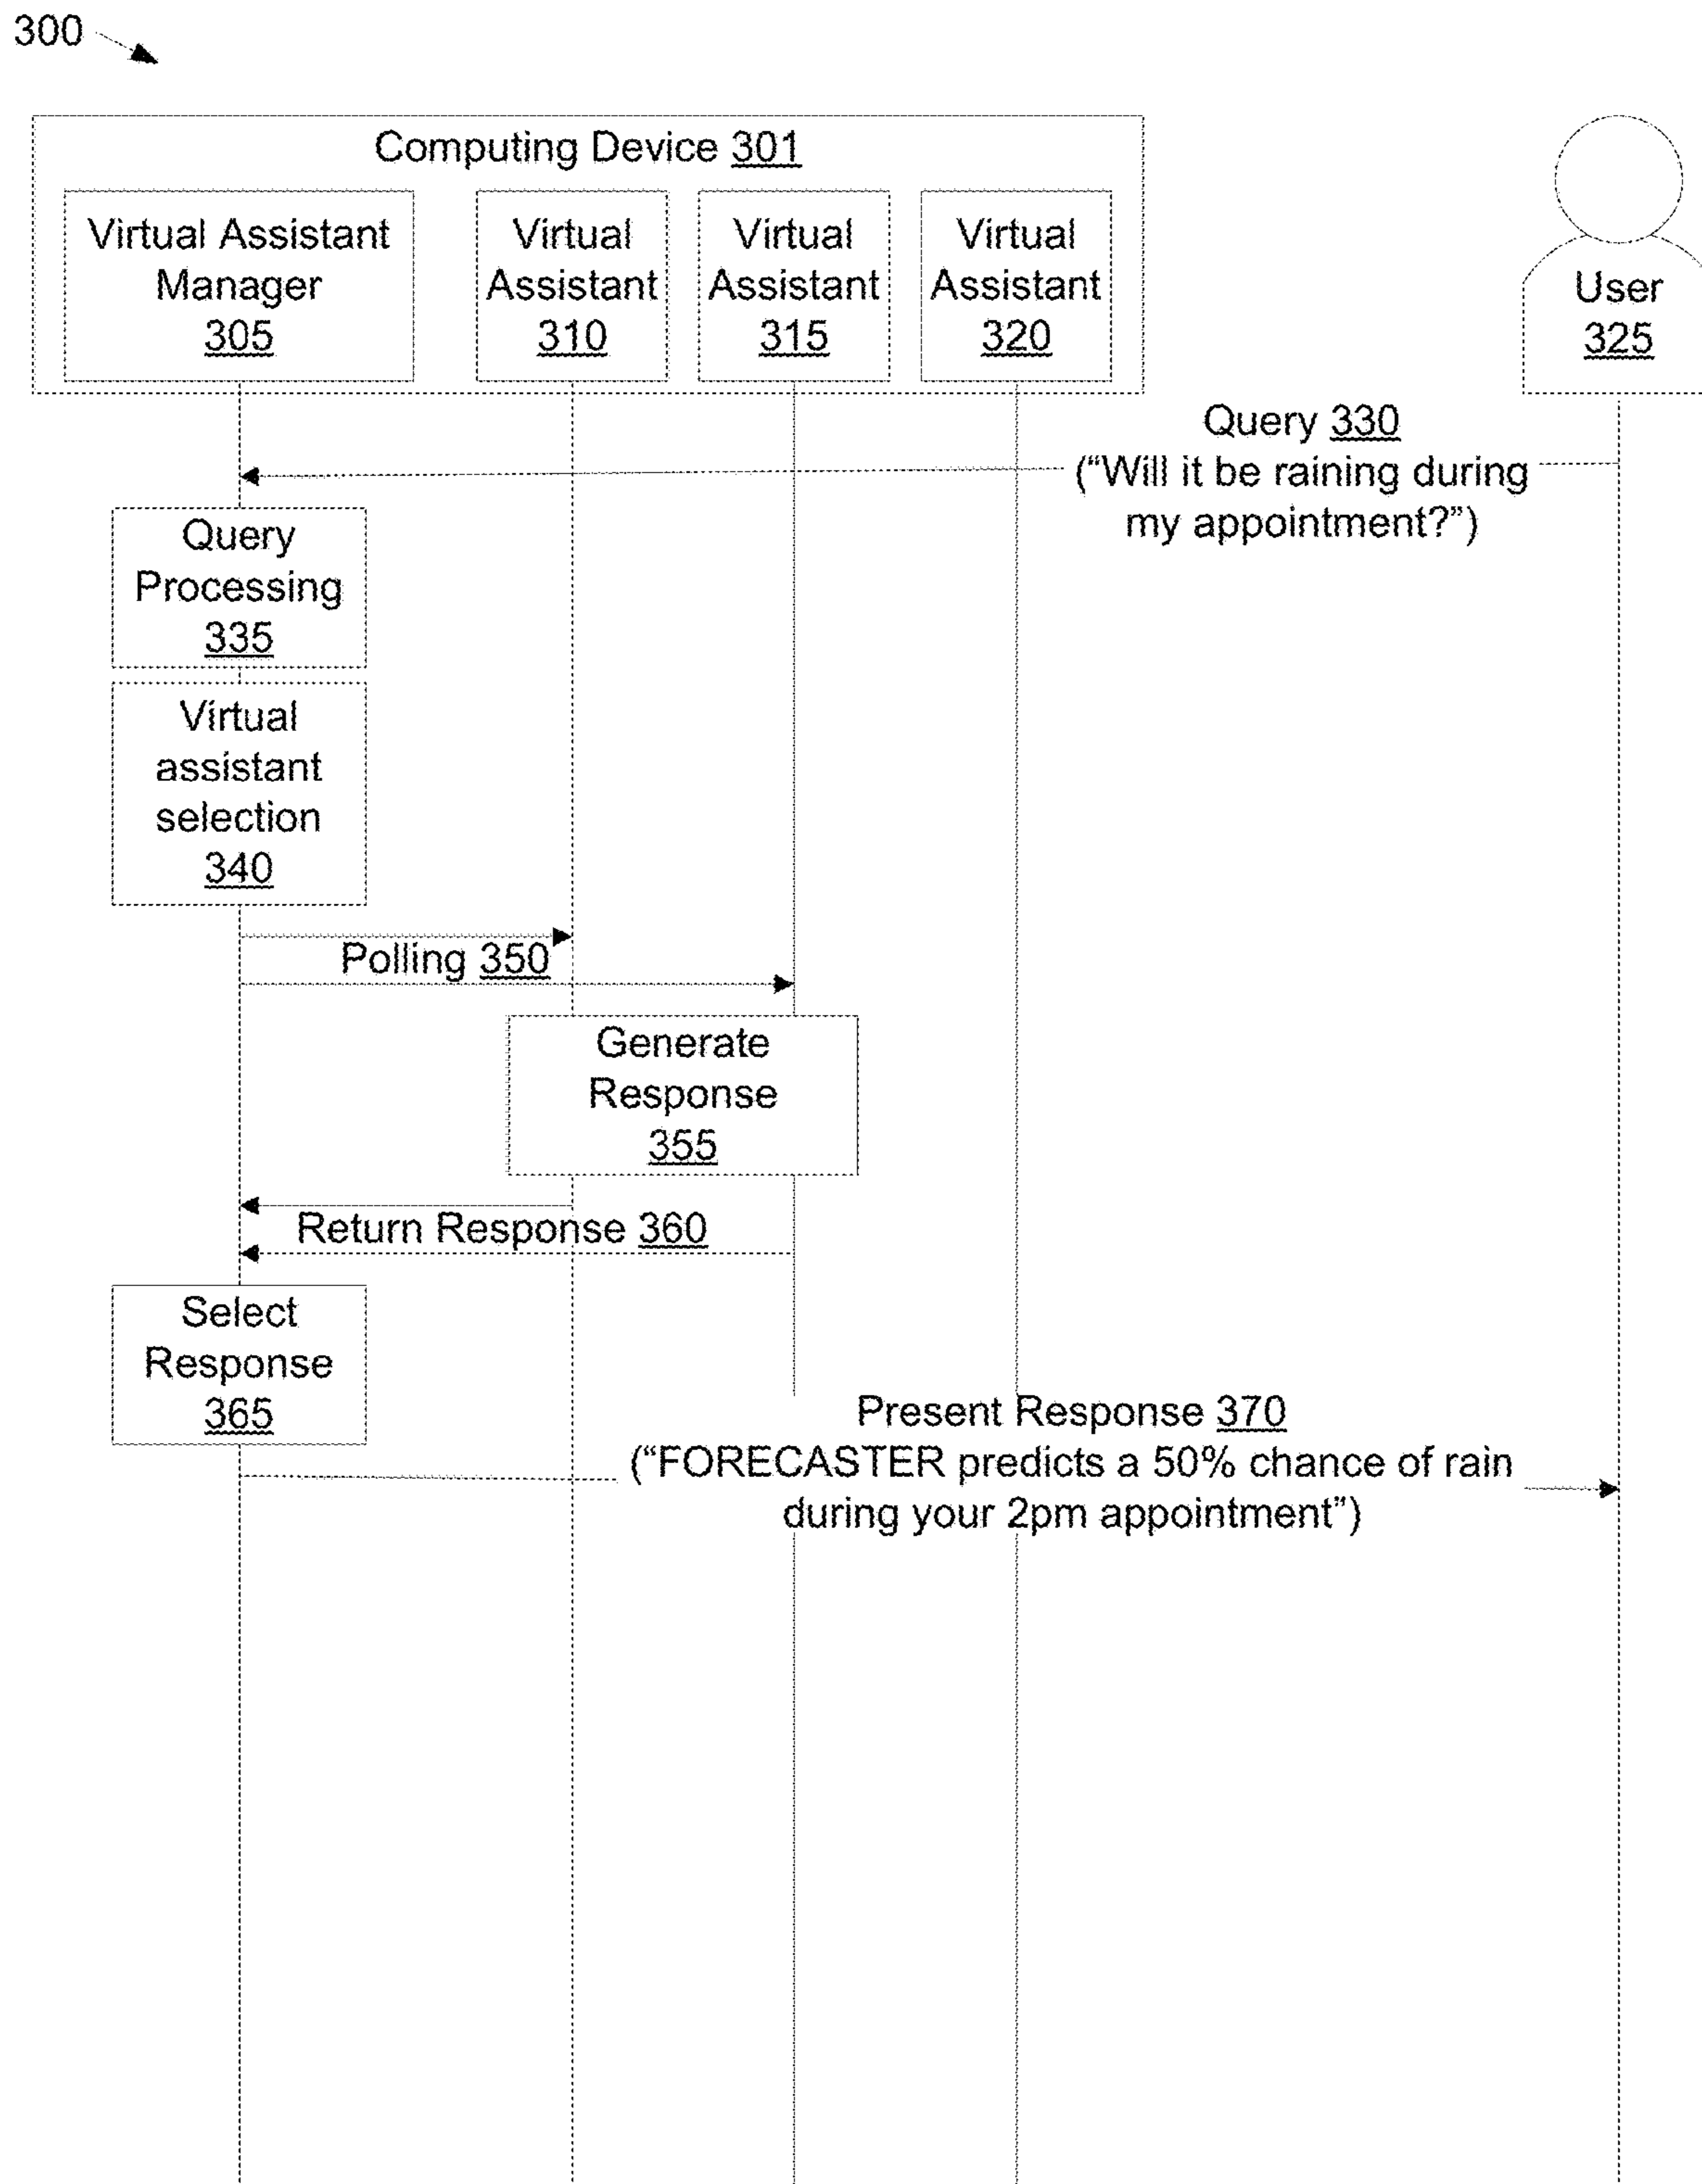 300
Computing Device 301
Virtual Assistant
Manager
305
Virtual
Assistant
310
Virtual
Assistant
315
Virtual
Assistant
320
User
325
Query 330
(“Will it be raining during
my appointment?”)
Query
Processing
335
Virtual
assistant
selection
340
Polling 350
Generate
Response
355
Return Response 360
Select
Response
365
Present Response 370
(“FORECASTER predicts a 50% chance of rain
during your 2pm appointment”)